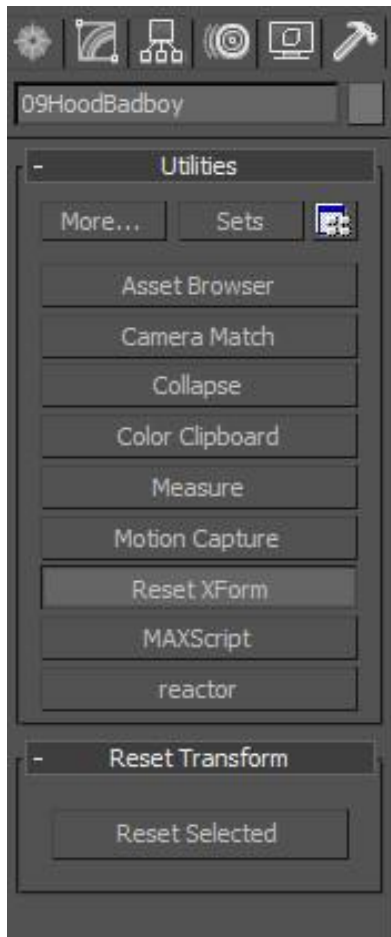 09HoodBadboy
- Utilities
More... Sets
Asset Browser
Camera Match
Collapse
Color Clipboard
Measure
Motion Capture
Reset XForm
MAXScript
reactor
- Reset Transform
Reset Selected